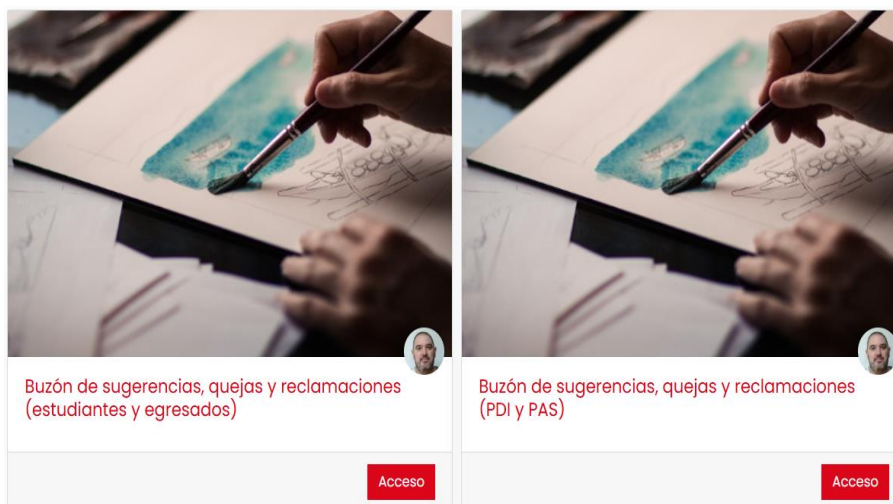 Buzón de sugerencias, quejas y reclamaciones
(estudiantes y egresados)
Acceso
Buzón de sugerencias, quejas y reclamaciones
(PDI y PAS)
Acceso